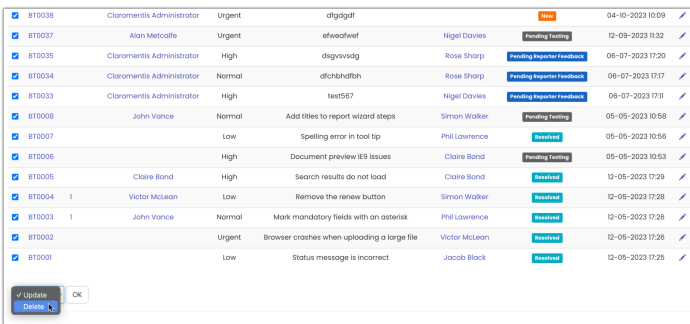 BT0038 Claromentis Administrator Urgent dfgdgdf New 04-10-2023 10:09
BT0037 Alan Metcalfe Urgent efweafwef Nigel Davies Pending Testing 12-09-2023 11:32
BT0035 Claromentis Administrator High dsgvsvsdg Rose Sharp Pending Reporter Feedback 06-07-2023 17:20
BT0034 Claromentis Administrator Normal dfchbhdfbh Rose Sharp Pending Reporter Feedback 06-07-2023 17:17
BT0033 Claromentis Administrator High test567 Nigel Davies Pending Reporter Feedback 06-07-2023 17:11
BT0008 John Vance Normal Add titles to report wizard steps Simon Walker Pending Testing 05-05-2023 10:58
BT0007 Low Spelling error in tool tip Phil Lawrence Resolved 05-05-2023 10:56
BT0006 High Document preview IE9 issues Claire Bond Pending Testing 05-05-2023 10:53
BT0005 Claire Bond High Search results do not load Claire Bond Resolved 12-05-2023 17:29
BT0004 1 Victor McLean Low Remove the renew button Simon Walker Resolved 12-05-2023 17:28
BT0003 1 John Vance Normal Mark mandatory fields with an asterisk Phil Lawrence Resolved 12-05-2023 17:26
BT0002 Urgent Browser crashes when uploading a large file Victor McLean Resolved 12-05-2023 17:26
BT0001 Low Status message is incorrect Jacob Black Resolved 12-05-2023 17:25
✓ Update OK
Delete